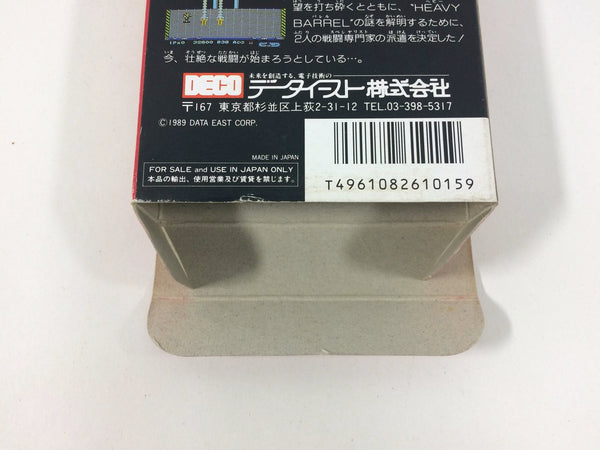 望を打ち砕くとともに、"HEAVY
BARREL"の謎を解明するために、
2人の戦闘専門家の派遣を決定した!
今、壮絶な戦闘が始まろうとしている…。
DECO 未来を創造する、電子技術の
データイースト株式会社
〒167 東京都杉並区上荻2-31-12 TEL.03-398-5317
©1989 DATA EAST CORP.
MADE IN JAPAN
FOR SALE and USE IN JAPAN ONLY
本品の輸出、使用営業及び賃貸を禁じます。
T4961082610159